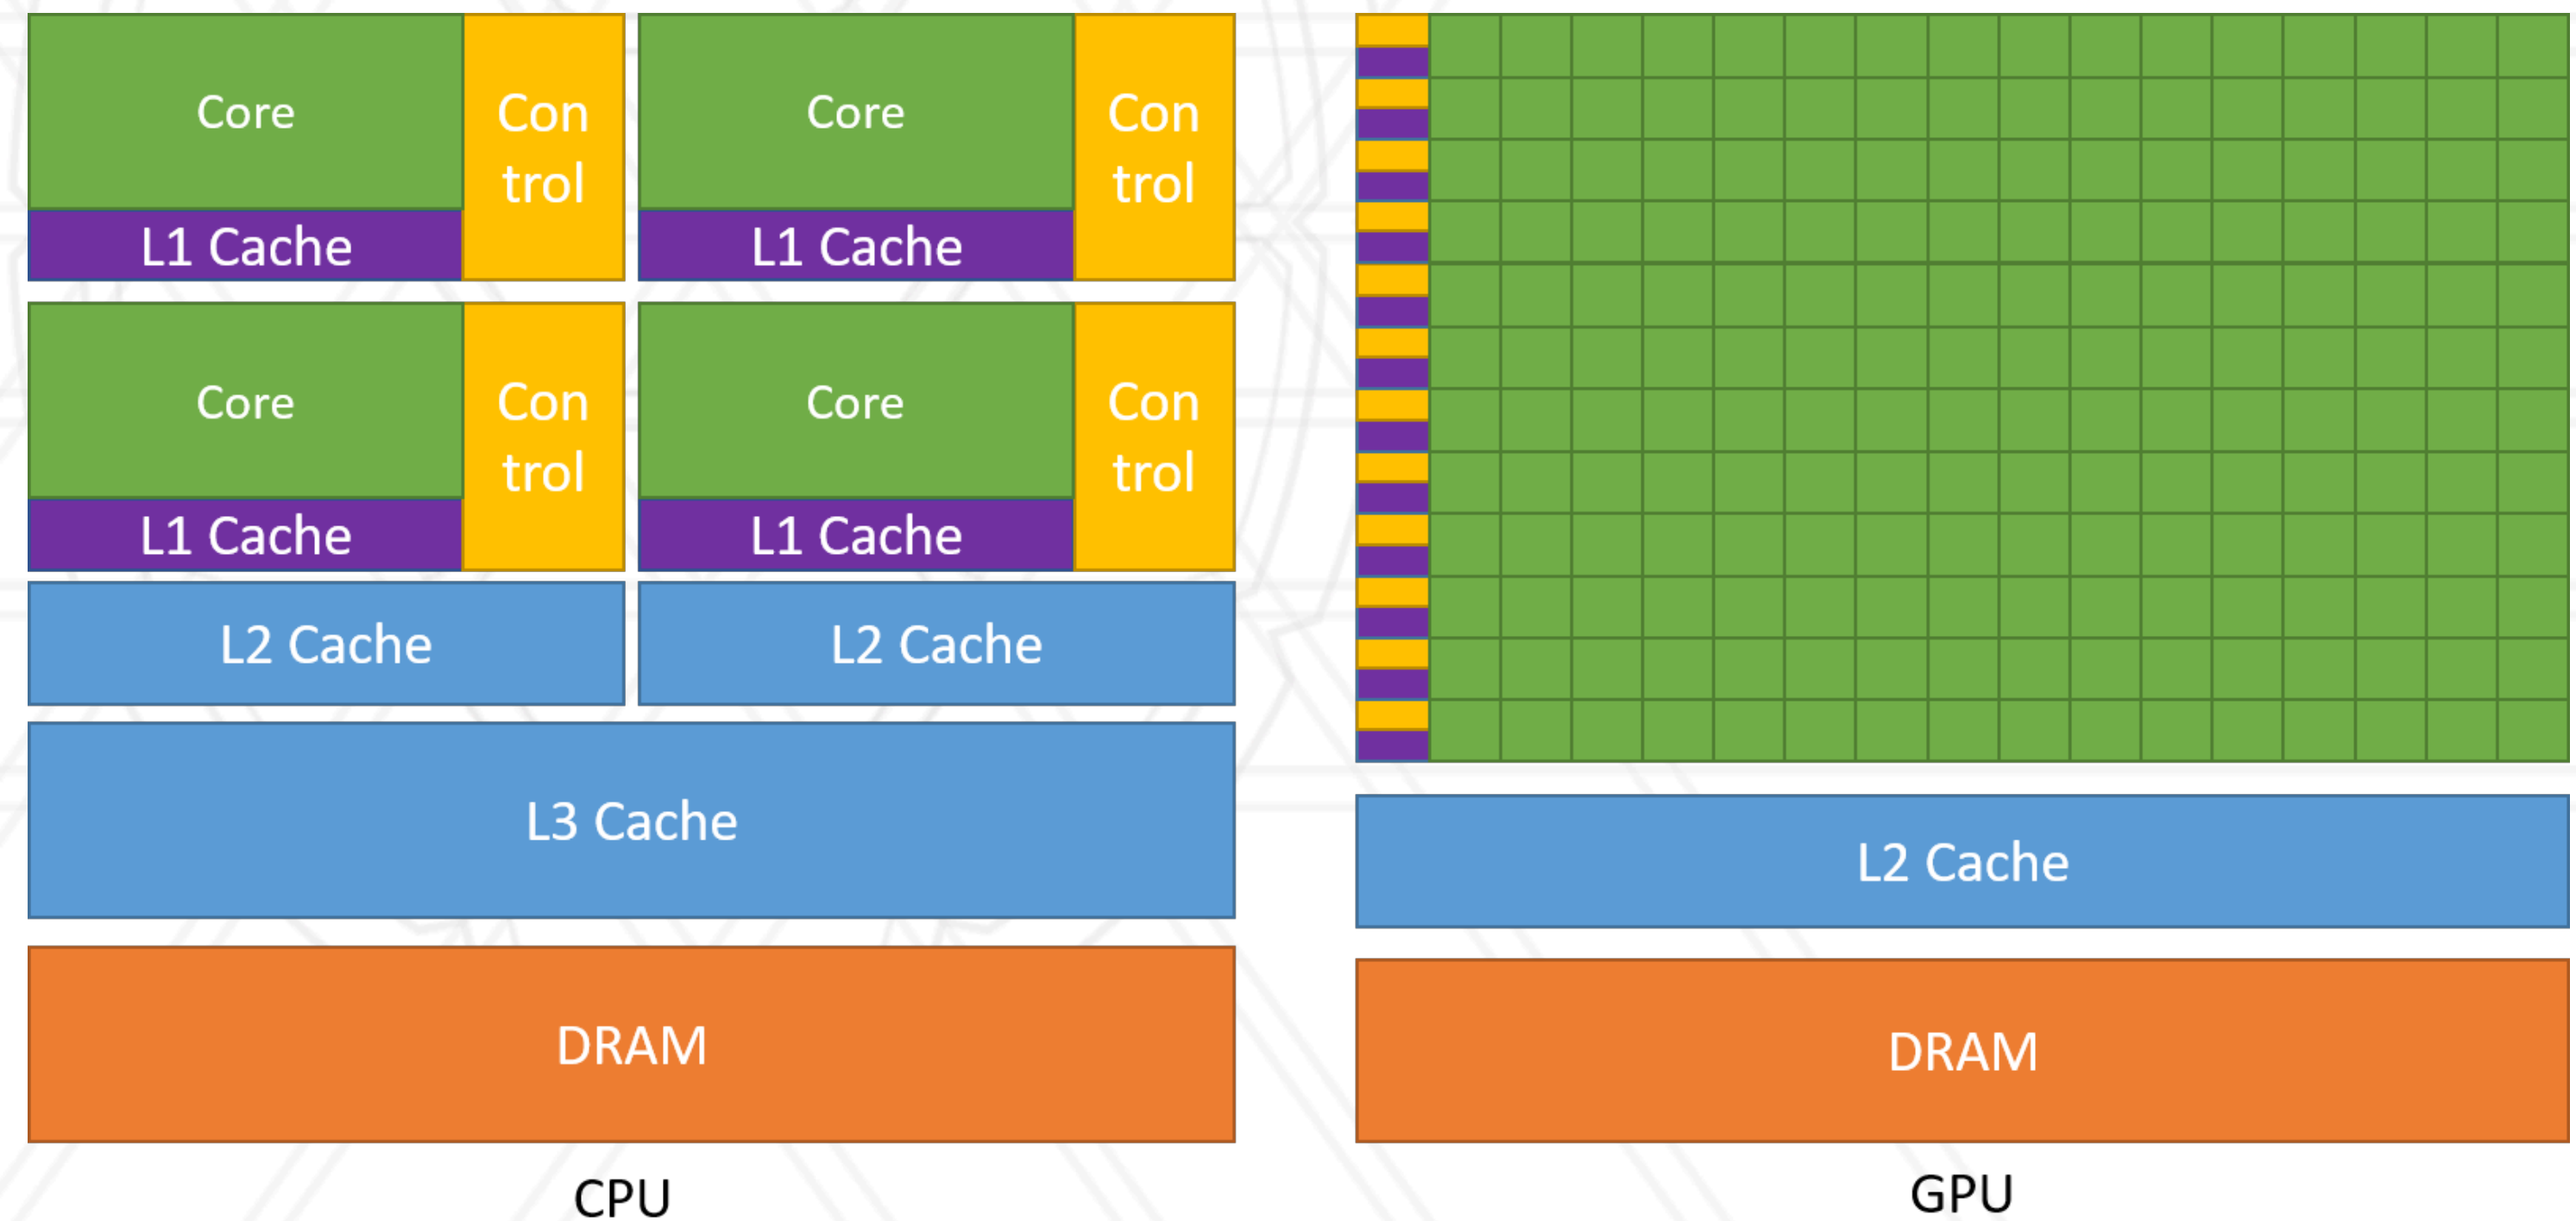 Core
Con
trol
Core
Con
trol
L1 Cache
L1 Cache
Core
Con
trol
Core
Con
trol
L1 Cache
L1 Cache
L2 Cache
L2 Cache
L3 Cache
L2 Cache
DRAM
DRAM
CPU
GPU